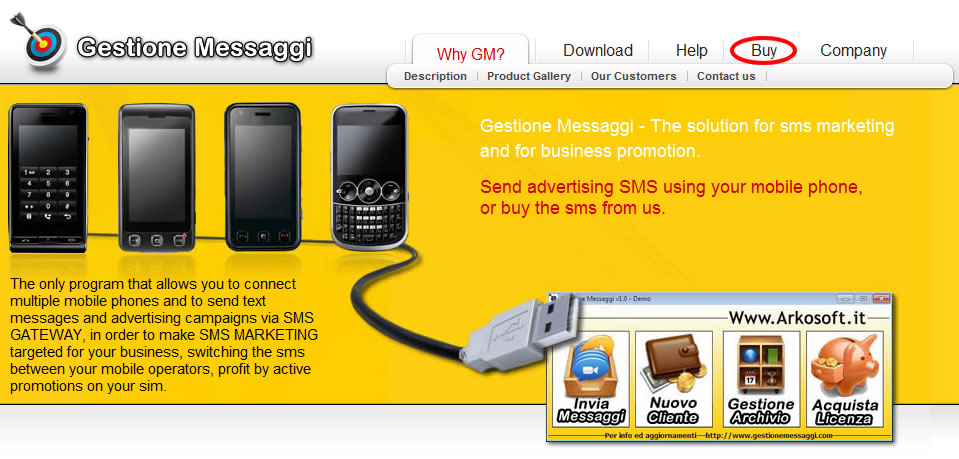 Gestione Messaggi
Why GM?
Download
Help
Buy
Company
Description
Product Gallery
Our Customers
Contact us
Gestione Messaggi - The solution for sms marketing
and for business promotion.
Send advertising SMS using your mobile phone,
or buy the sms from us.
The only program that allows you to connect
multiple mobile phones and to send text
messages and advertising campaigns via SMS
GATEWAY, in order to make SMS MARKETING
targeted for your business, switching the sms
between your mobile operators, profit by active
promotions on your sim.
Messaggi v1.0 - Demo
Www.Arkosoft.it
Invia
Messaggi
Nuovo
Cliente
17
Gestione
Archivio
Acquista
Licenza
Per info ed aggiornamenti
http://www.gestionemessaggi.com